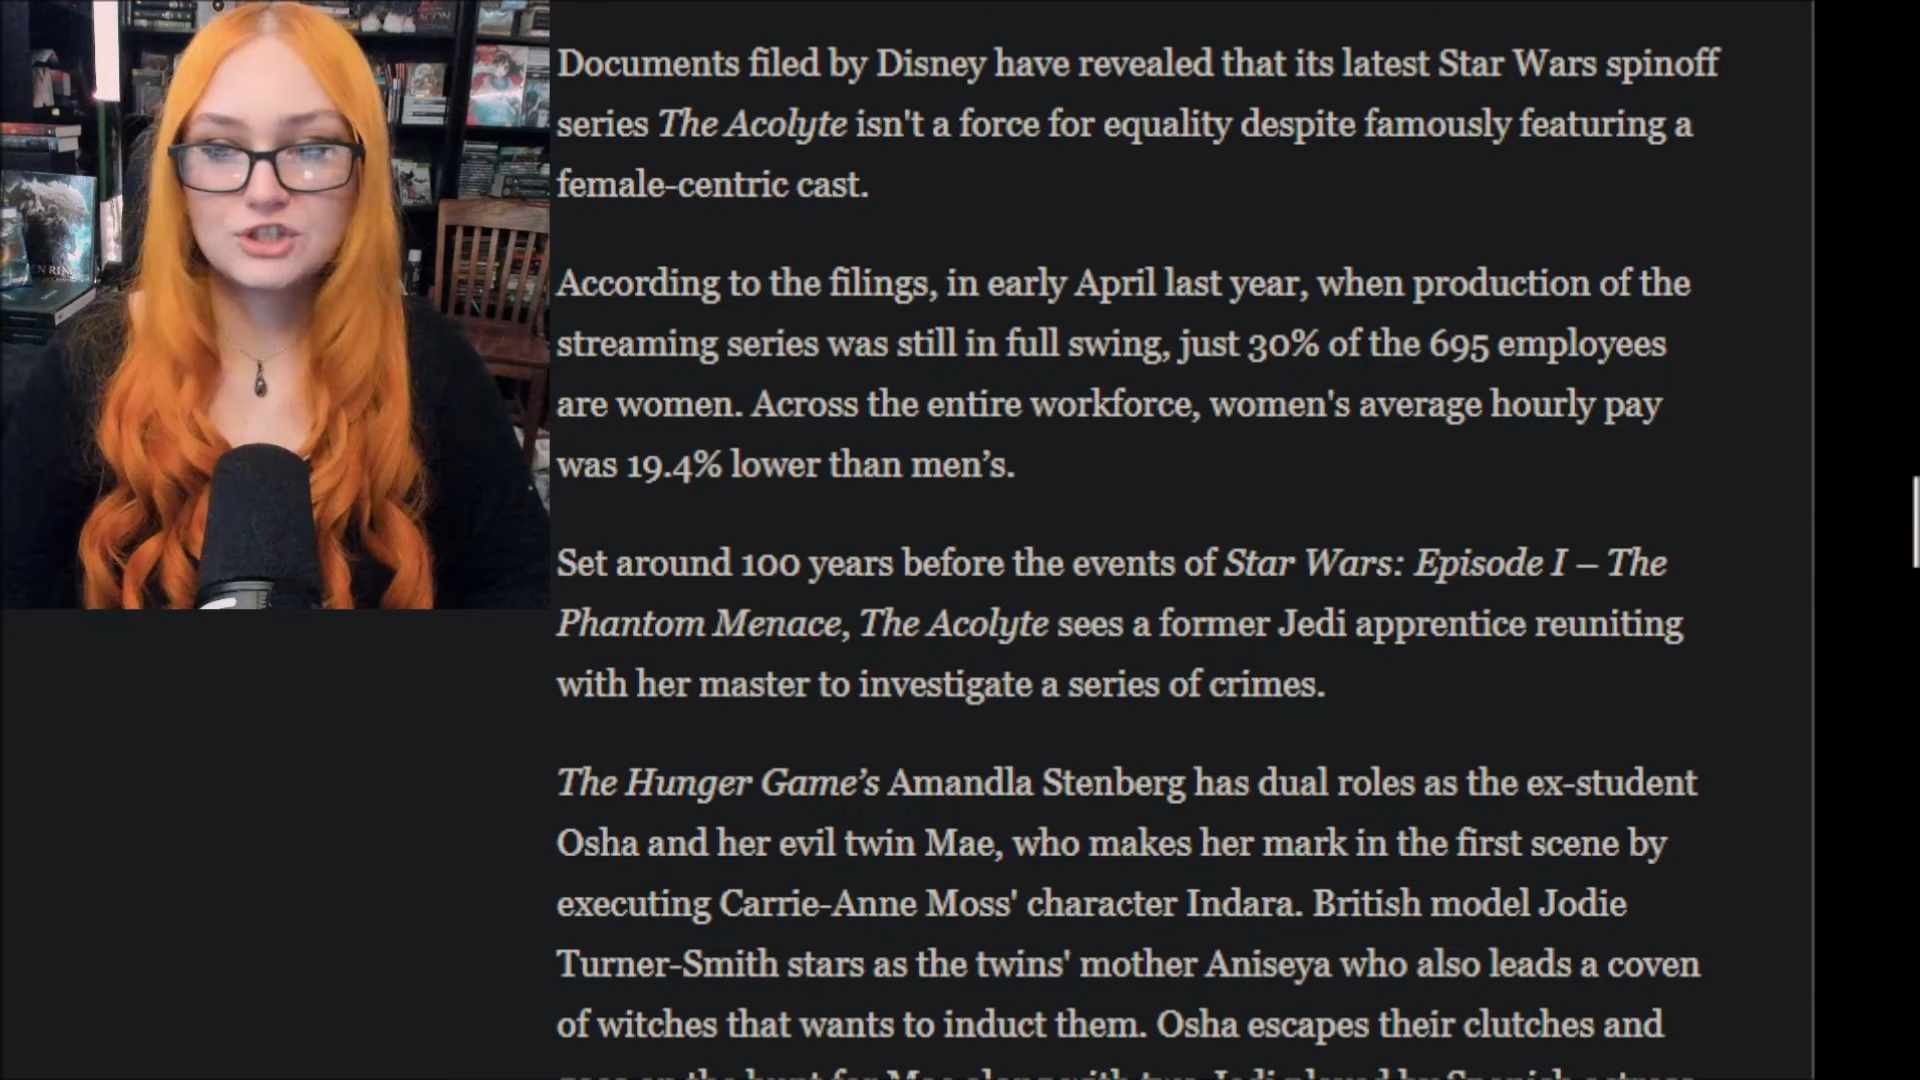 Documents filed by Disney have revealed that its latest Star Wars spinoff
series The Acolyte isn't a force for equality despite famously featuring a
female-centric cast.
According to the filings, in early April last year, when production of the
streaming series was still in full swing, just 30% of the 695 employees
are women. Across the entire workforce, women's average hourly pay
was 19.4% lower than men’s.
Set around 100 years before the events of Star Wars: Episode I – The
Phantom Menace, The Acolyte sees a former Jedi apprentice reuniting
with her master to investigate a series of crimes.
The Hunger Game’s Amandla Stenberg has dual roles as the ex-student
Osha and her evil twin Mae, who makes her mark in the first scene by
executing Carrie-Anne Moss' character Indara. British model Jodie
Turner-Smith stars as the twins' mother Aniseya who also leads a coven
of witches that wants to induct them. Osha escapes their clutches and